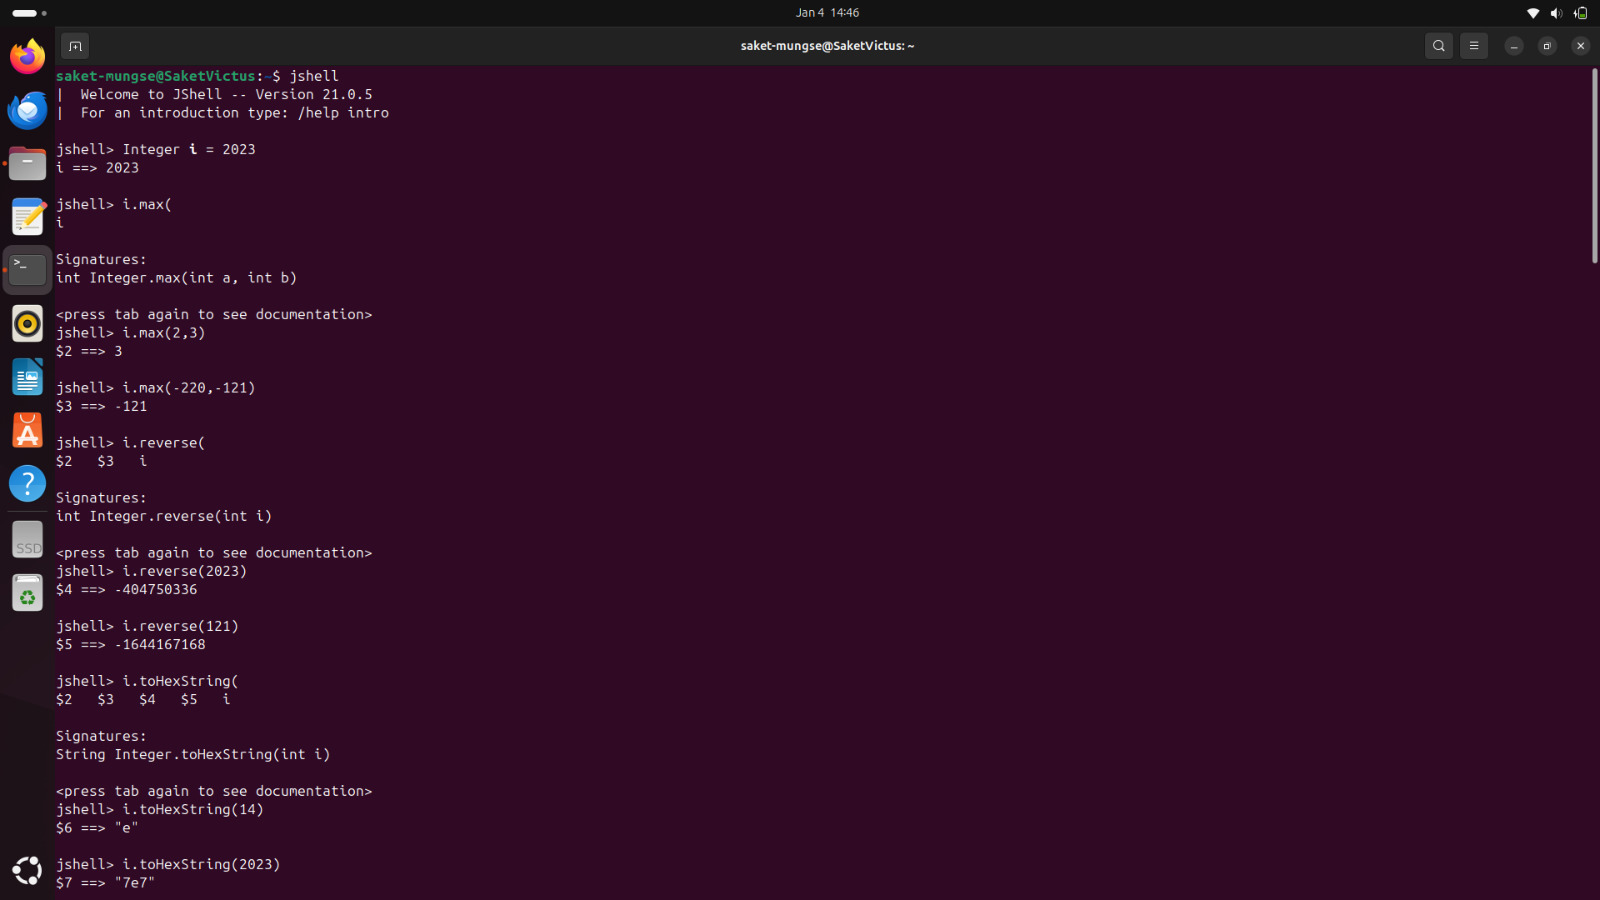 Jan 4 14:46
saket-mungse@SaketVictus: ~
saket-mungse@SaketVictus:~$ jshell
|  Welcome to JShell -- Version 21.0.5
|  For an introduction type: /help intro
jshell> Integer i = 2023
i ==> 2023
jshell> i.max(
i
Signatures:
int Integer.max(int a, int b)
<press tab again to see documentation>
jshell> i.max(2,3)
$2 ==> 3
jshell> i.max(-220,-121)
$3 ==> -121
jshell> i.reverse(
$2   $3   i
Signatures:
int Integer.reverse(int i)
<press tab again to see documentation>
jshell> i.reverse(2023)
$4 ==> -404750336
jshell> i.reverse(121)
$5 ==> -1644167168
jshell> i.toHexString(
$2   $3   $4   $5   i
Signatures:
String Integer.toHexString(int i)
<press tab again to see documentation>
jshell> i.toHexString(14)
$6 ==> "e"
jshell> i.toHexString(2023)
$7 ==> "7e7"
SSD